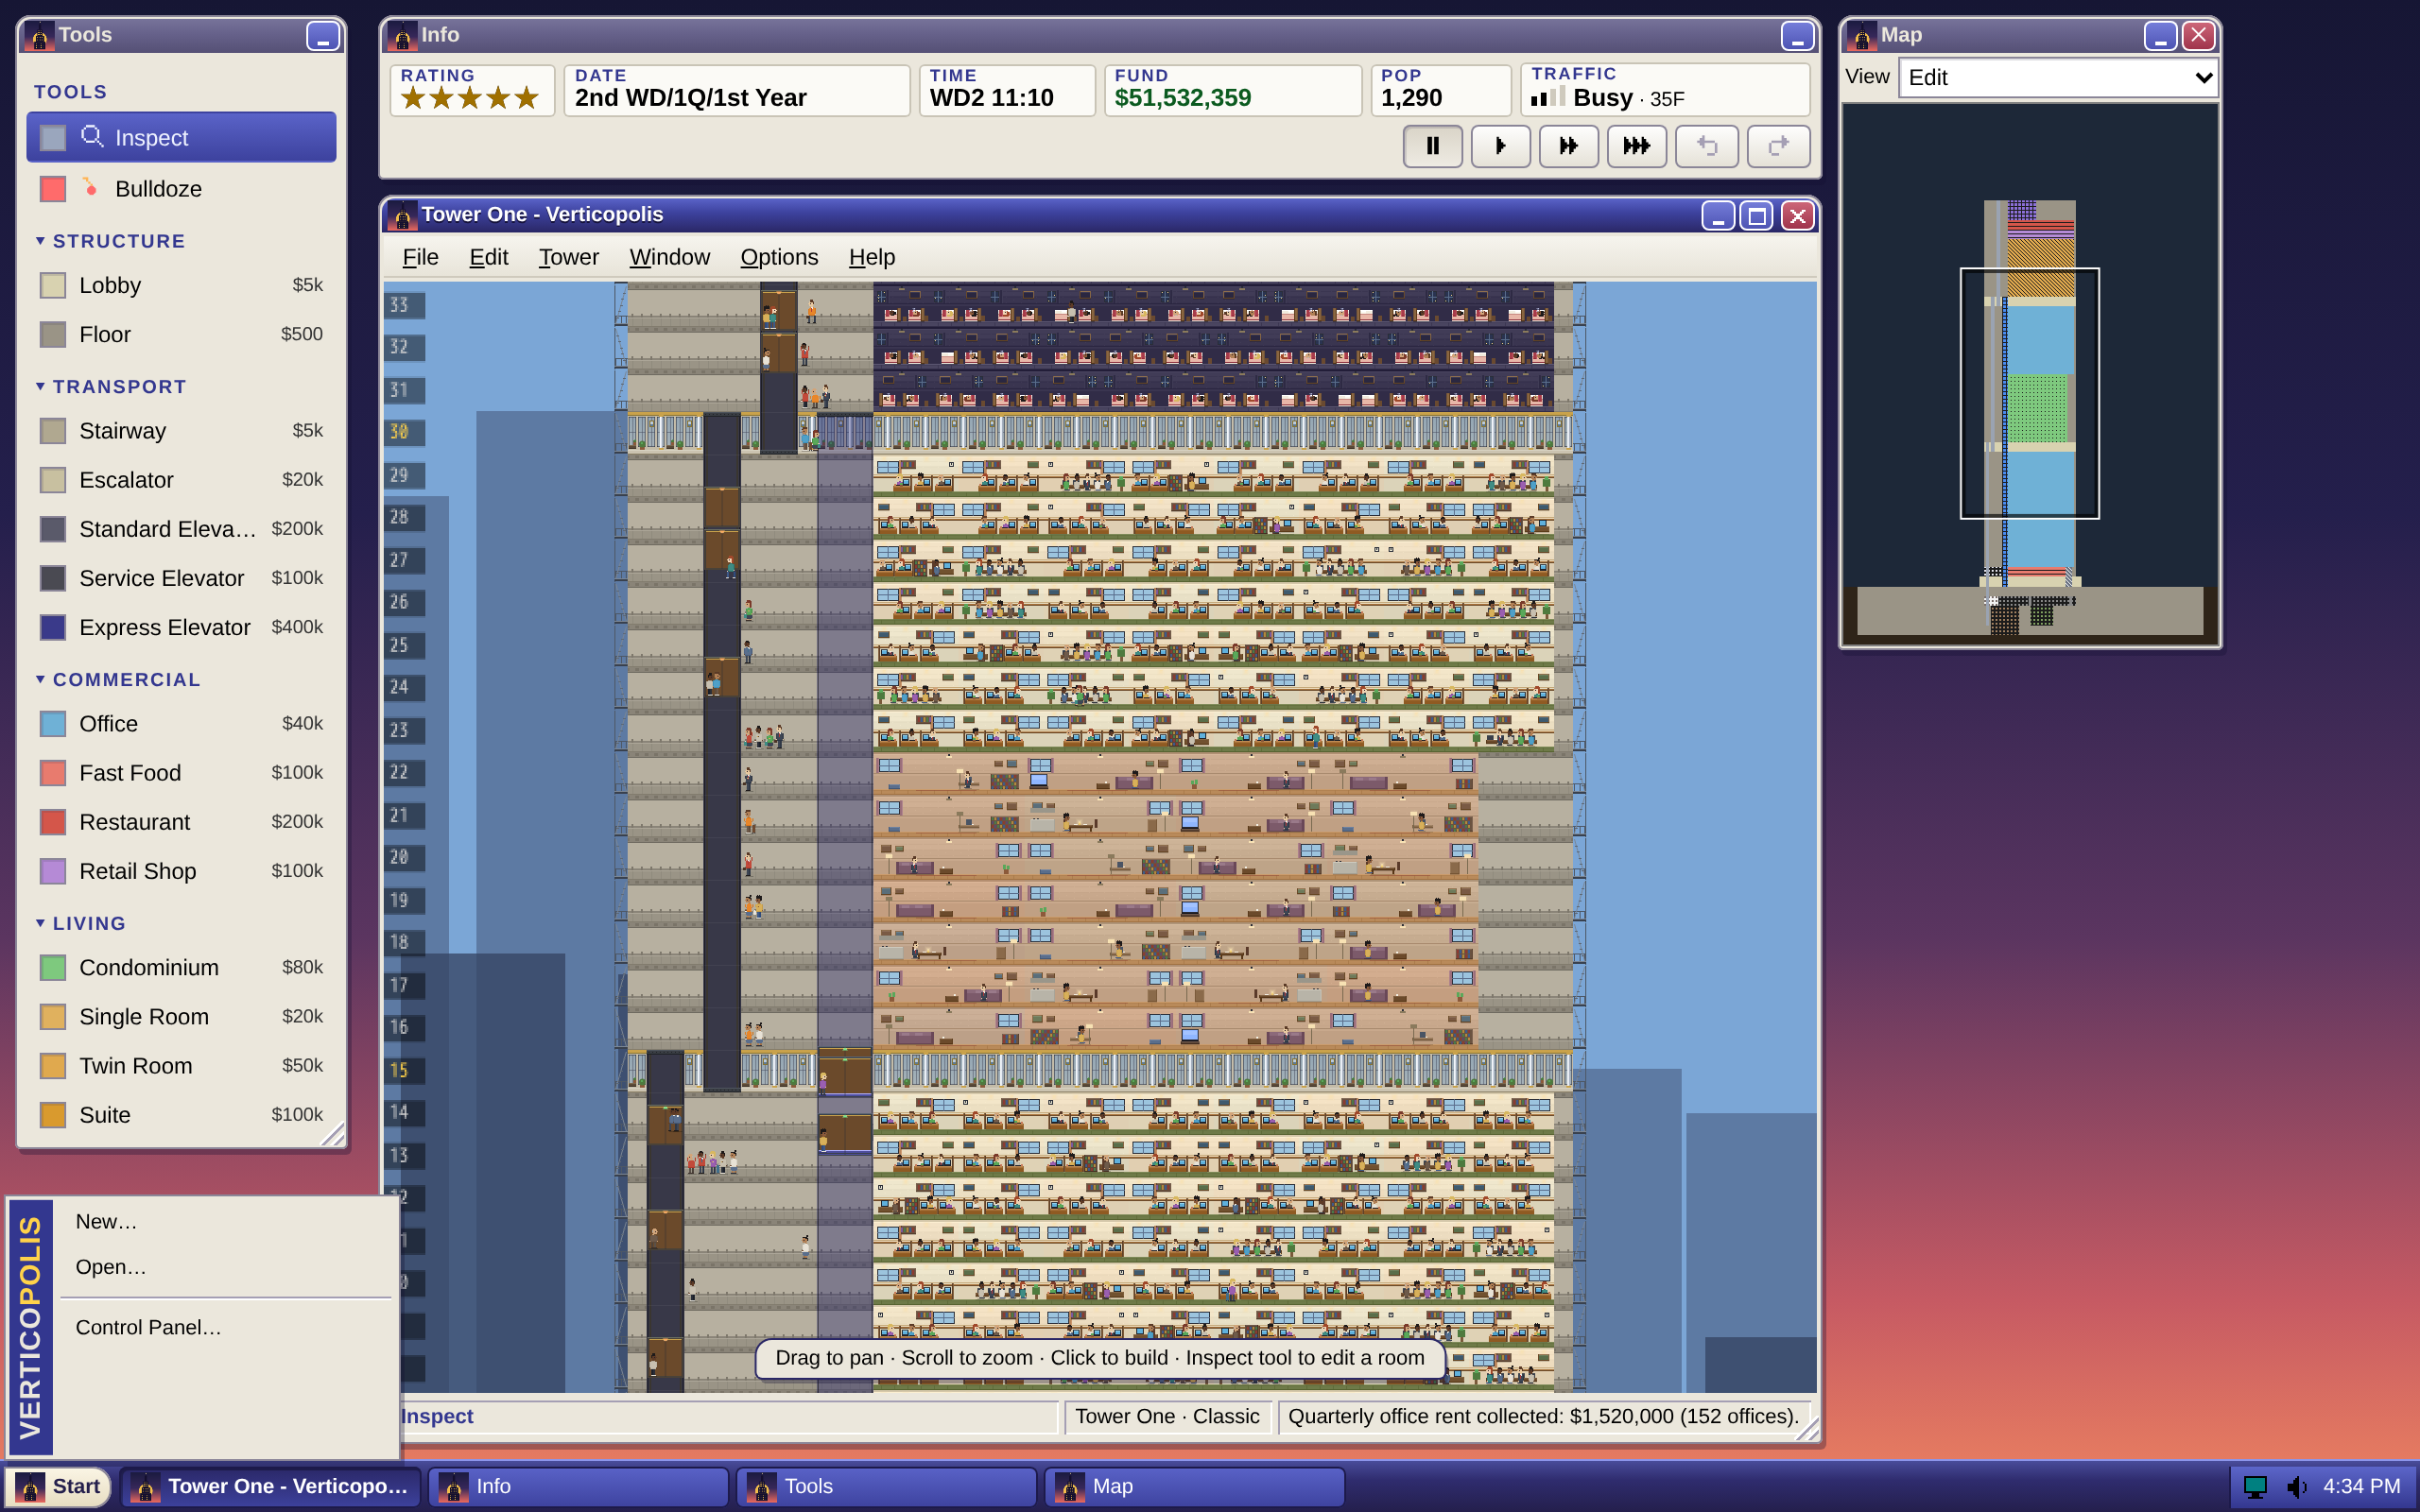 Tools
TOOLS
Inspect
Bulldoze
STRUCTURE
Lobby $5k
Floor $500
TRANSPORT
Stairway $5k
Escalator $20k
Standard Eleva… $200k
Service Elevator $100k
Express Elevator $400k
COMMERCIAL
Office $40k
Fast Food $100k
Restaurant $200k
Retail Shop $100k
LIVING
Condominium $80k
Single Room $20k
Twin Room $50k
Suite $100k
Info
RATING DATE TIME FUND POP TRAFFIC
★★★★★ 2nd WD/1Q/1st Year WD2 11:10 $51,532,359 1,290 Busy · 35F
Tower One - Verticopolis
File Edit Tower Window Options Help
33
32
31
30
29
28
27
26
25
24
23
22
21
20
19
18
17
16
15
14
13
Drag to pan · Scroll to zoom · Click to build · Inspect tool to edit a room
Inspect Tower One · Classic Quarterly office rent collected: $1,520,000 (152 offices).
Map
View Edit
VERTICOPOLIS
New…
Open…
Control Panel…
Start Tower One - Verticopo… Info Tools Map 4:34 PM